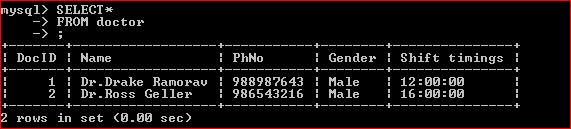 mysql> SELECT*
    -> FROM doctor
    -> ;
+-------+------------------+-----------+--------+---------------+
| DocID | Name             | PhNo      | Gender | Shift timings |
+-------+------------------+-----------+--------+---------------+
|     1 | Dr.Drake Ramorav | 988987643 | Male   | 12:00:00      |
|     2 | Dr.Ross Geller   | 986543216 | Male   | 16:00:00      |
+-------+------------------+-----------+--------+---------------+
2 rows in set (0.00 sec)